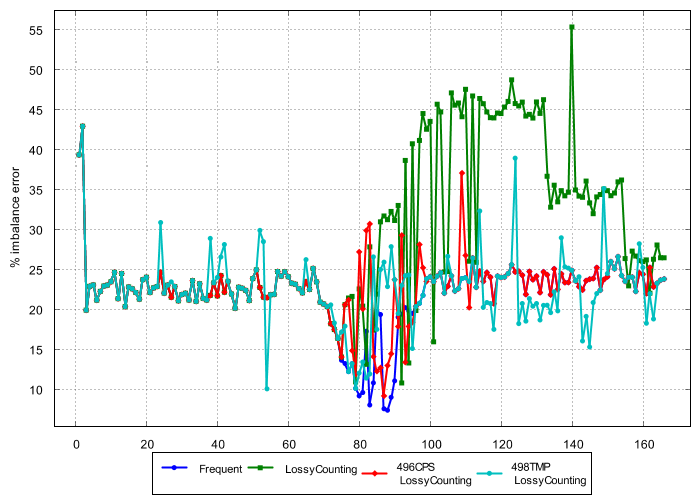 55
50
45
40
35
30
25
20
15
10
% imbalance error
0 20 40 60 80 100 120 140 160
Frequent LossyCounting 496CPS 498TMP
LossyCounting LossyCounting